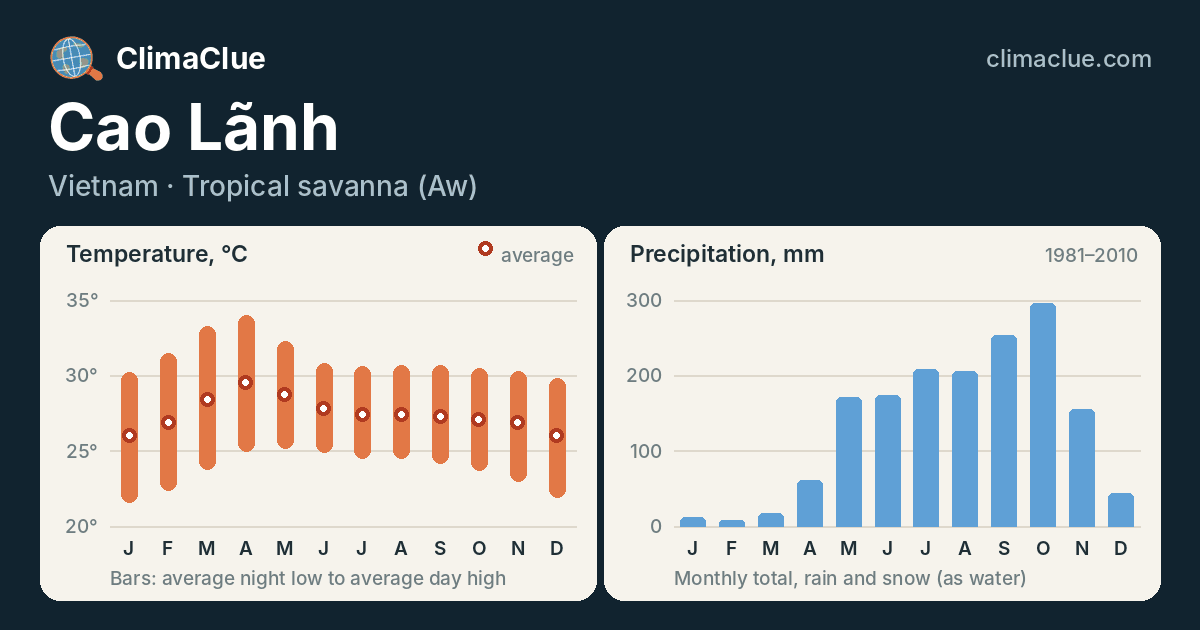 ClimaClue
climaclue.com
Cao Lãnh
Vietnam · Tropical savanna (Aw)
Temperature, °C
average
35°
30°
25°
20°
J F M A M J J A S O N D
Bars: average night low to average day high
Precipitation, mm
1981–2010
300
200
100
0
J F M A M J J A S O N D
Monthly total, rain and snow (as water)